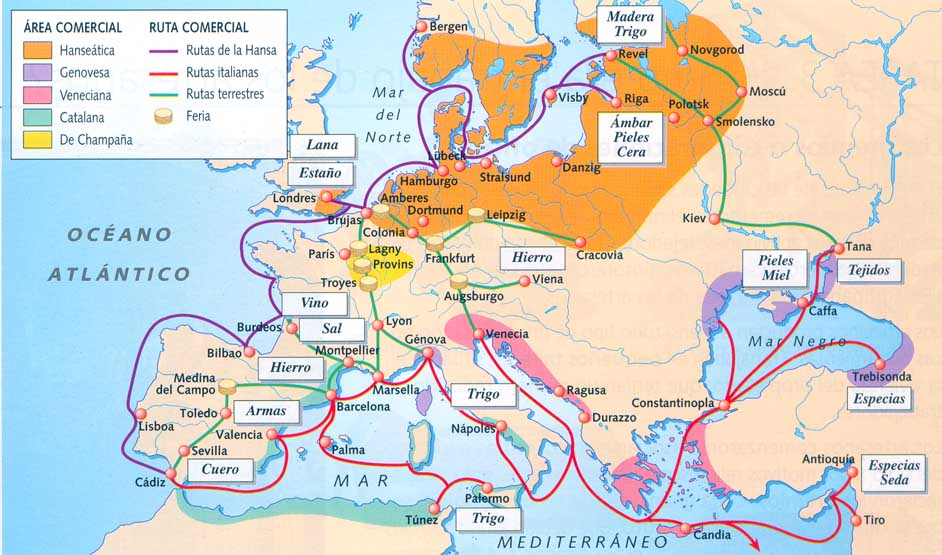 ÁREA COMERCIAL
Hanseática
Genovesa
Veneciana
Catalana
De Champaña
RUTA COMERCIAL
Rutas de la Hansa
Rutas italianas
Rutas terrestres
Feria
Bergen
Madera
Trigo
Novgorod
Revel
Mar
del
Norte
Visby
Riga
Moscú
Polotsk
Smolensko
Ámbar
Pieles
Cera
Lana
Estaño
Lübeck
Hamburgo
Stralsund
Danzig
Londres
Amberes
Brujas
Dortmund
Leipzig
Colonia
Kiev
OCÉANO
ATLÁNTICO
París
Lagny
Provins
Troyes
Frankfurt
Hierro
Cracovia
Viena
Augsburgo
Tana
Pieles
Miel
Tejidos
Caffa
Vino
Sal
Burdeos
Lyon
Venecia
Mar Negro
Bilbao
Hierro
Montpellier
Génova
Marsella
Trebisonda
Especias
Medina
del Campo
Toledo
Armas
Barcelona
Trigo
Ragusa
Durazzo
Constantinopla
Lisboa
Valencia
Nápoles
Sevilla
Cuero
Palma
Antioquía
Especias
Seda
Cádiz
MAR
Palermo
Trigo
Túnez
Candia
Tiro
MEDITERRÁNEO